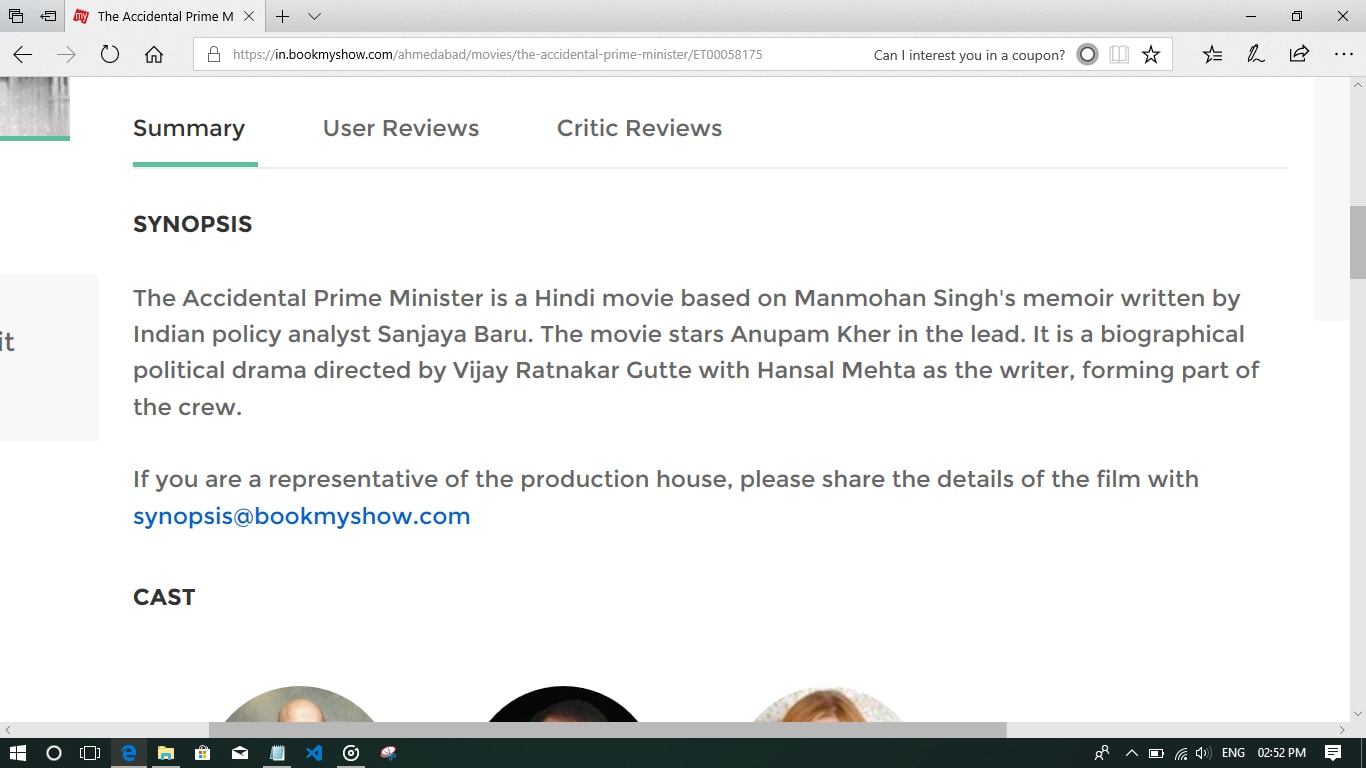 The Accidental Prime M
https://in.bookmyshow.com/ahmedabad/movies/the-accidental-prime-minister/ET00058175 Can I interest you in a coupon?
Summary User Reviews Critic Reviews
SYNOPSIS
it
The Accidental Prime Minister is a Hindi movie based on Manmohan Singh's memoir written by
Indian policy analyst Sanjaya Baru. The movie stars Anupam Kher in the lead. It is a biographical
political drama directed by Vijay Ratnakar Gutte with Hansal Mehta as the writer, forming part of
the crew.
If you are a representative of the production house, please share the details of the film with
synopsis@bookmyshow.com
CAST
ENG 02:52 PM